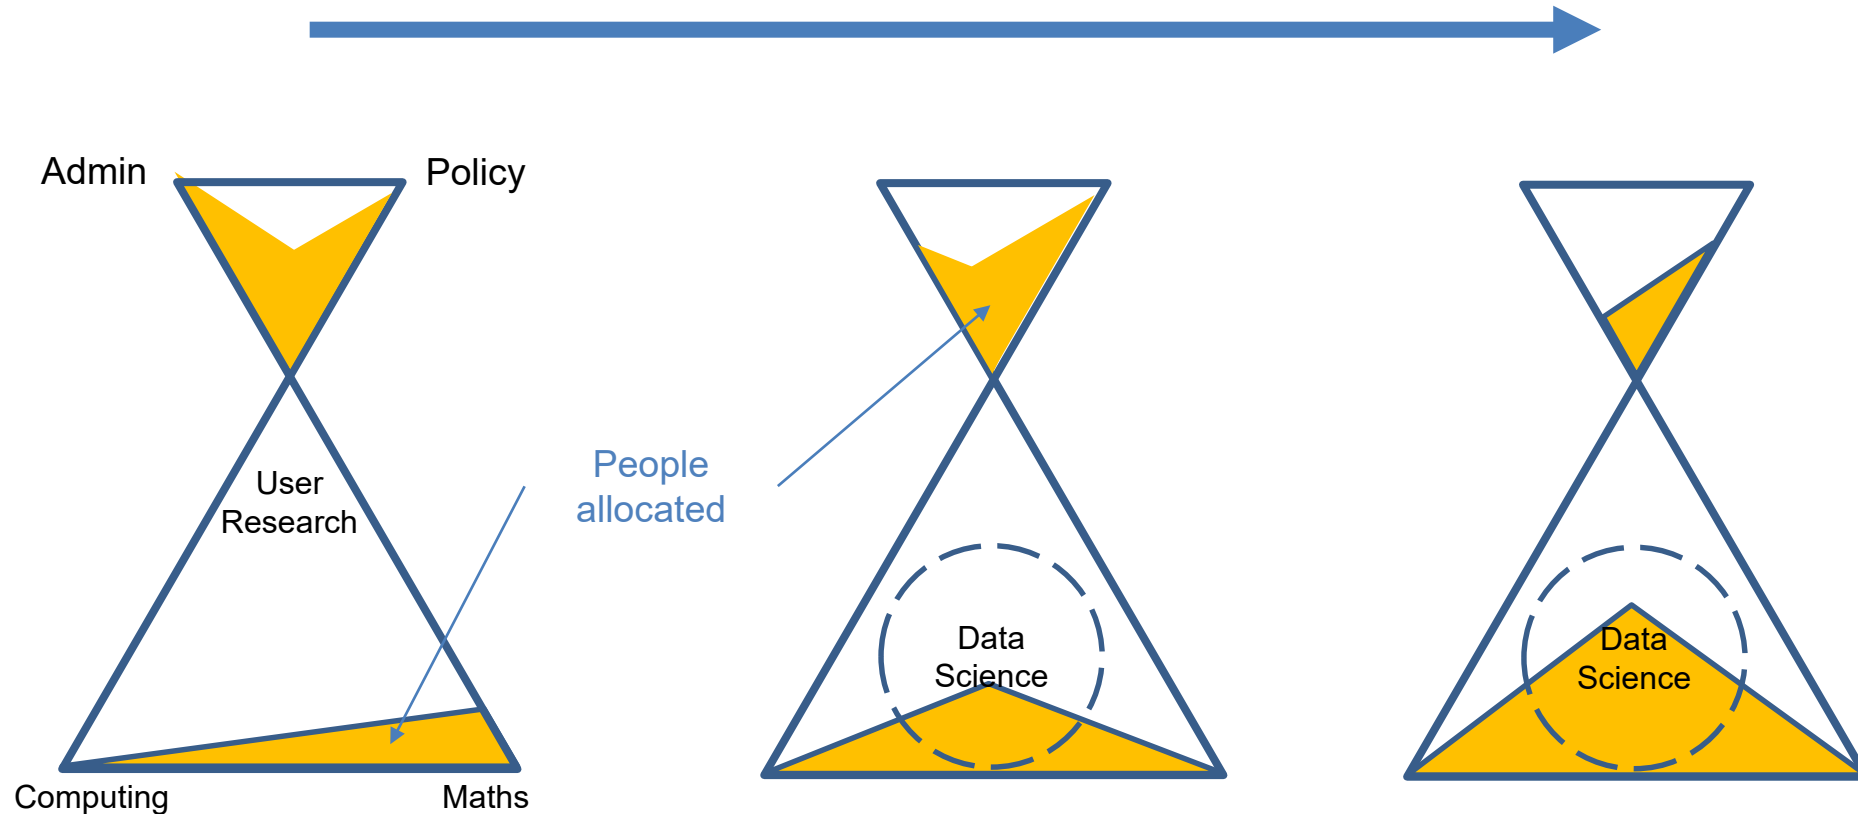 Admin
Policy
User
Research
People
allocated
Computing
Maths
Data
Science
Data
Science